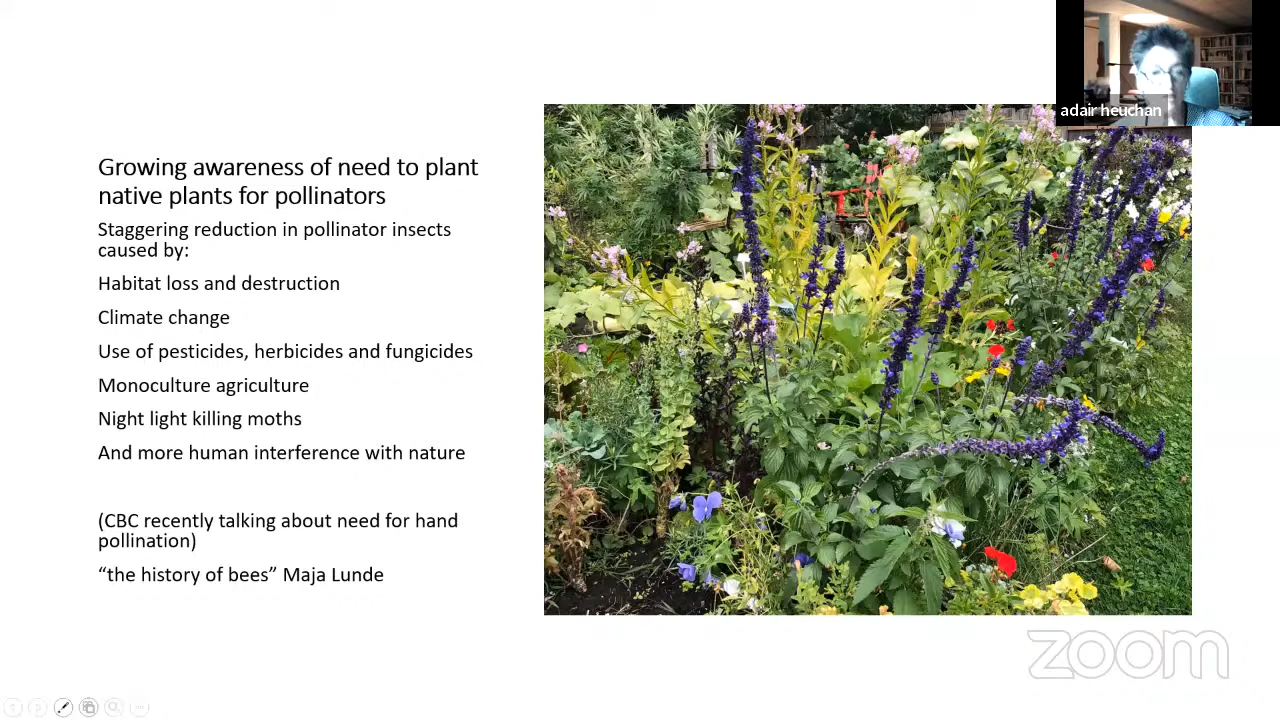 adair heuchan
Growing awareness of need to plant
native plants for pollinators
Staggering reduction in pollinator insects
caused by:
Habitat loss and destruction
Climate change
Use of pesticides, herbicides and fungicides
Monoculture agriculture
Night light killing moths
And more human interference with nature
(CBC recently talking about need for hand
pollination)
“the history of bees” Maja Lunde
zoom